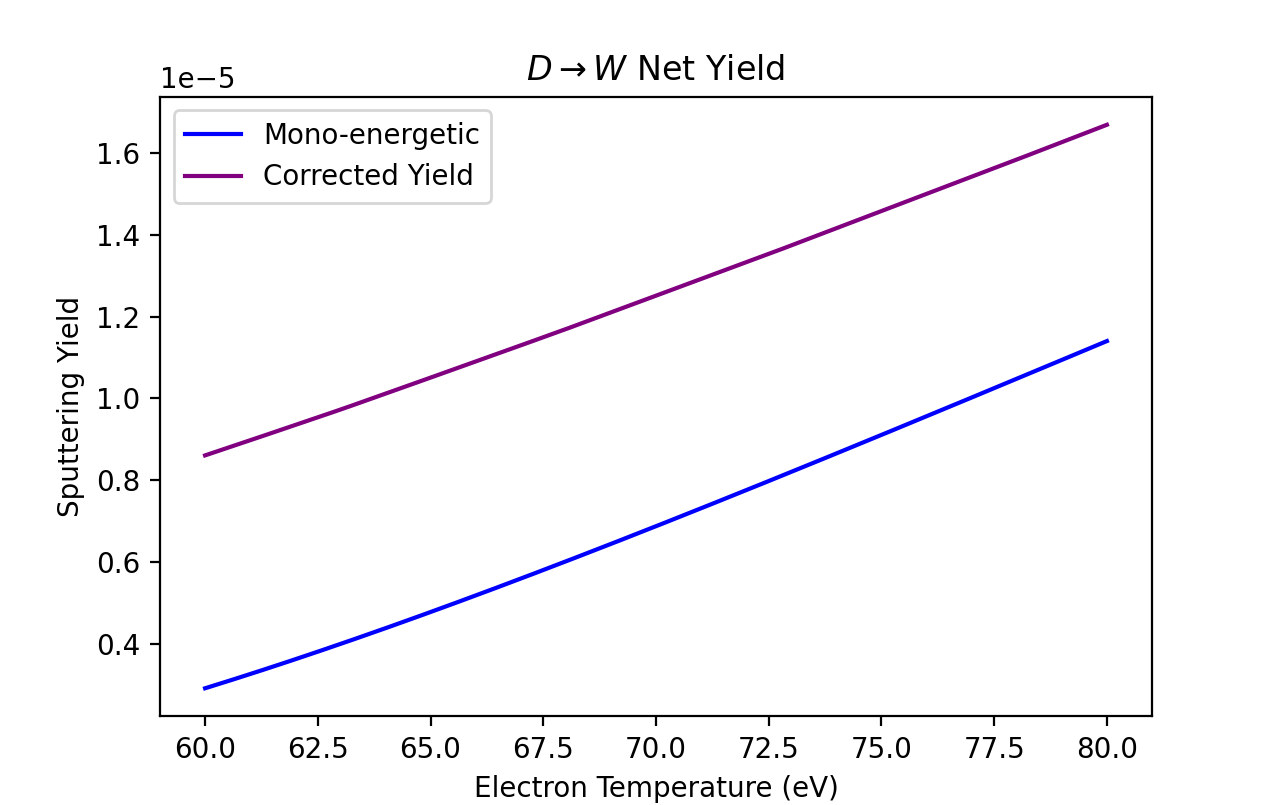 D → W Net Yield
1e−5
Mono-energetic
Corrected Yield
1.6
1.4
1.2
1.0
0.8
0.6
0.4
Sputtering Yield
60.0 62.5 65.0 67.5 70.0 72.5 75.0 77.5 80.0
Electron Temperature (eV)